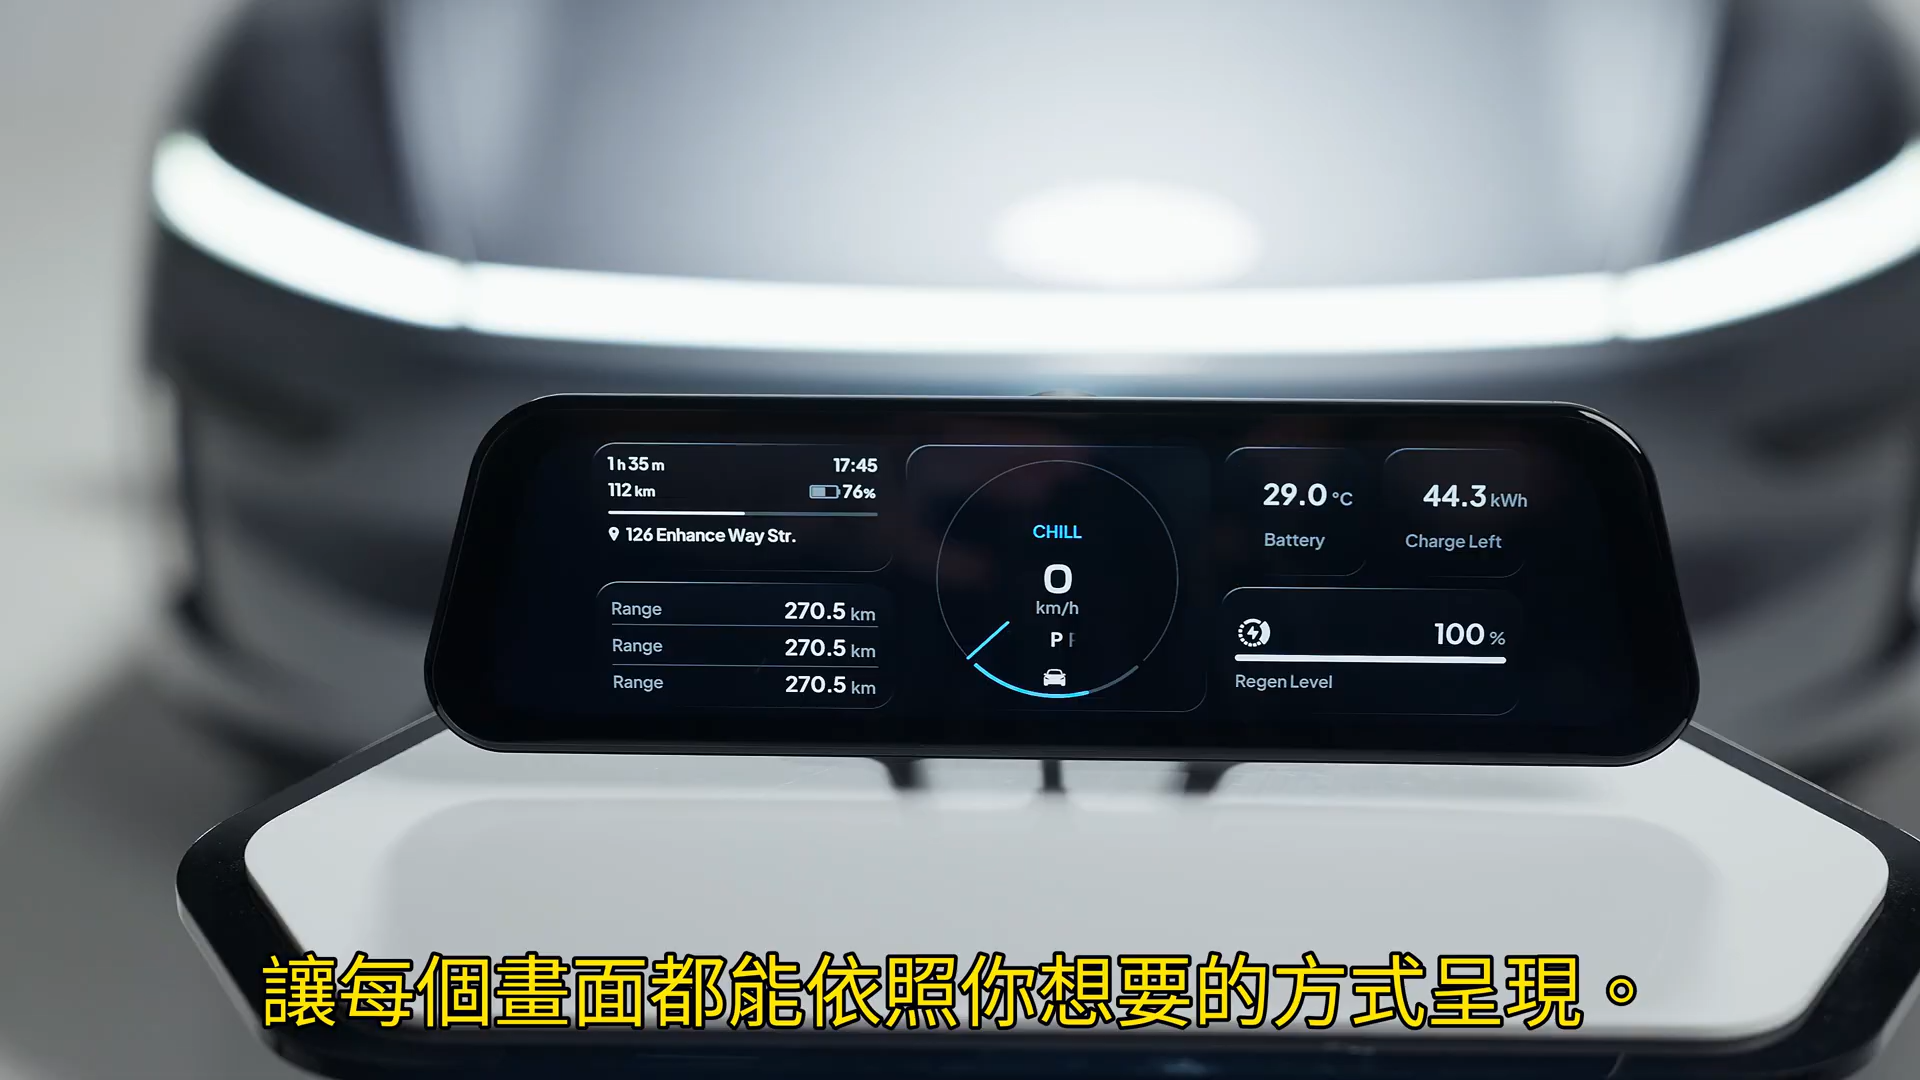 1 h 35 m 17:45
112 km 76%
126 Enhance Way Str.
Range 270.5 km
Range 270.5 km
Range 270.5 km
CHILL
0
km/h
P
29.0 °C
Battery
44.3 kWh
Charge Left
100 %
Regen Level
讓每個畫面都能依照你想要的方式呈現。